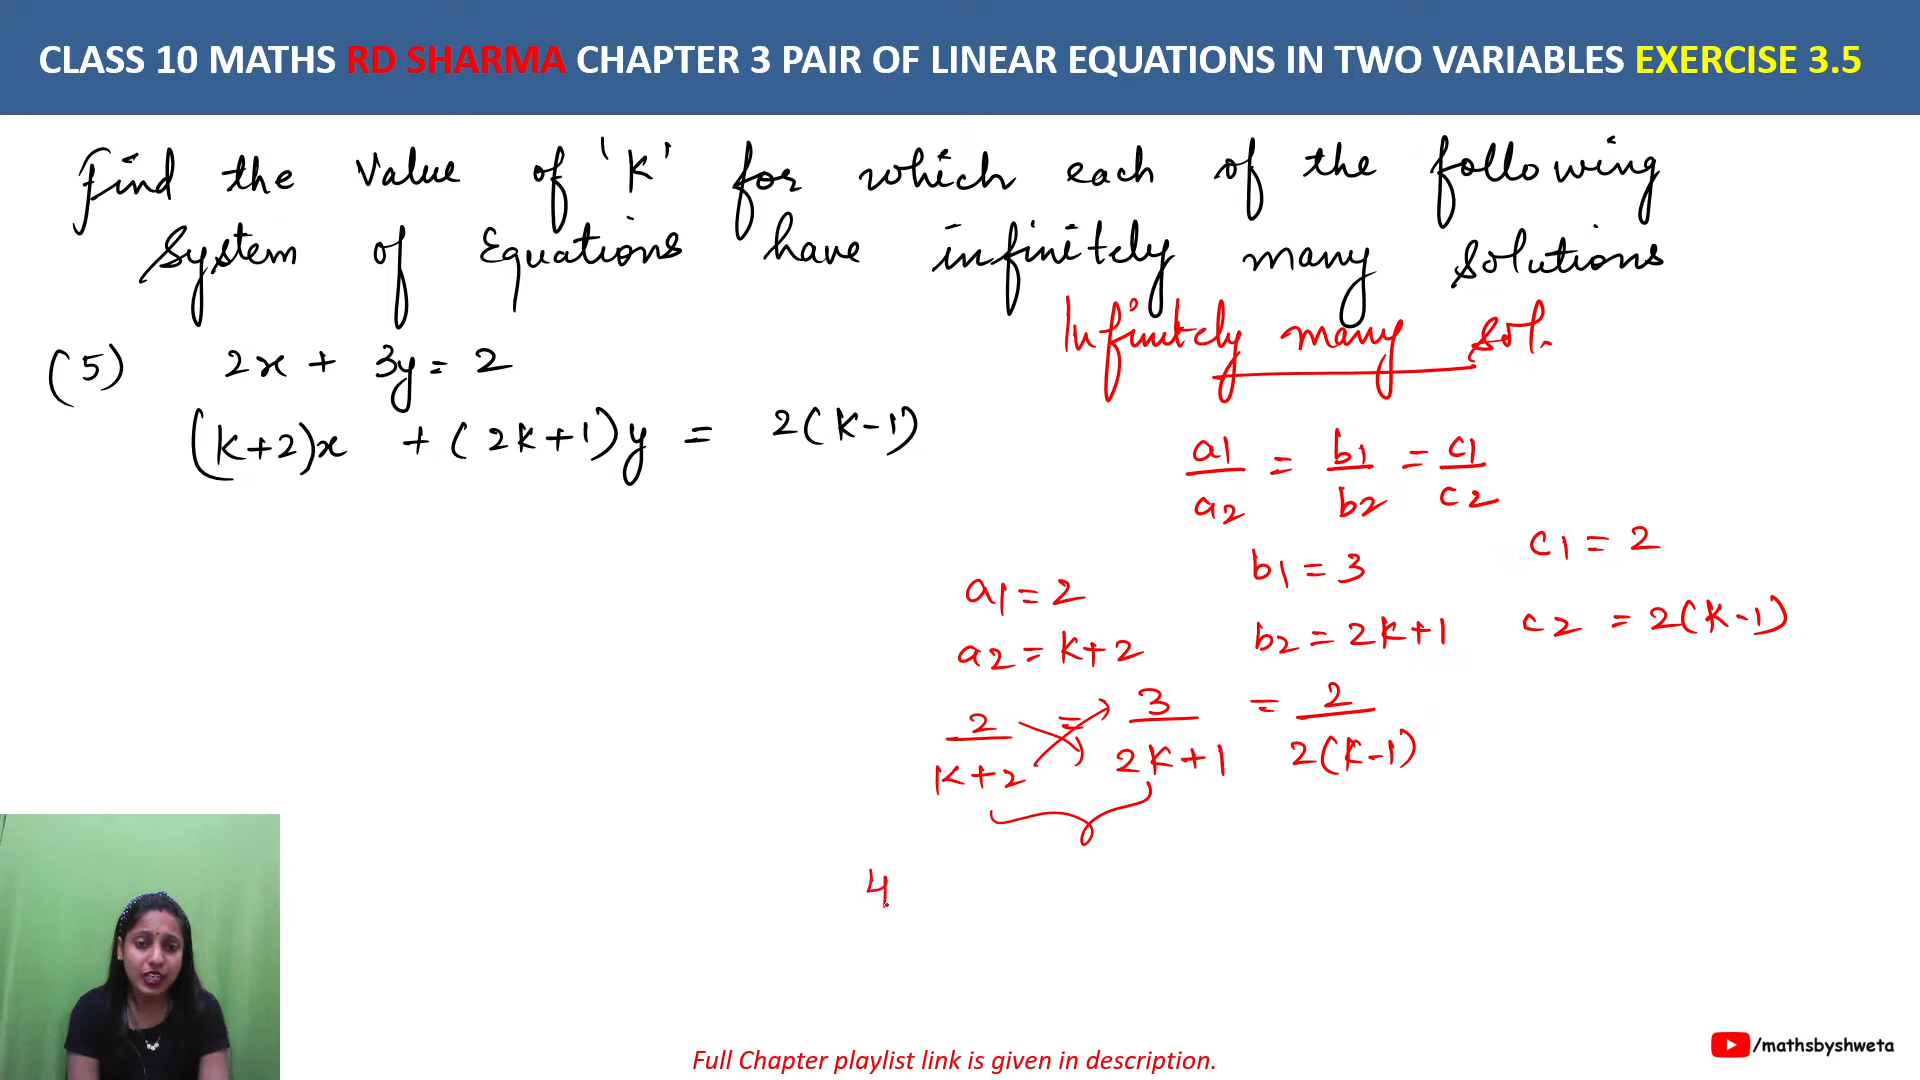 CLASS 10 MATHS RD SHARMA CHAPTER 3 PAIR OF LINEAR EQUATIONS IN TWO VARIABLES EXERCISE 3.5
Find the Value of 'K' for which each of the following
System of Equations have infinitely many solutions
Infinitely many sol.
(5) 2x + 3y = 2
(K+2)x + (2K+1)y = 2(K-1)
a1/a2 = b1/b2 = c1/c2
a1 = 2 b1 = 3 c1 = 2
a2 = K+2 b2 = 2K+1 c2 = 2(K-1)
2/K+2 = 3/2K+1 = 2/2(K-1)
4
Full Chapter playlist link is given in description.
/mathsbyshweta